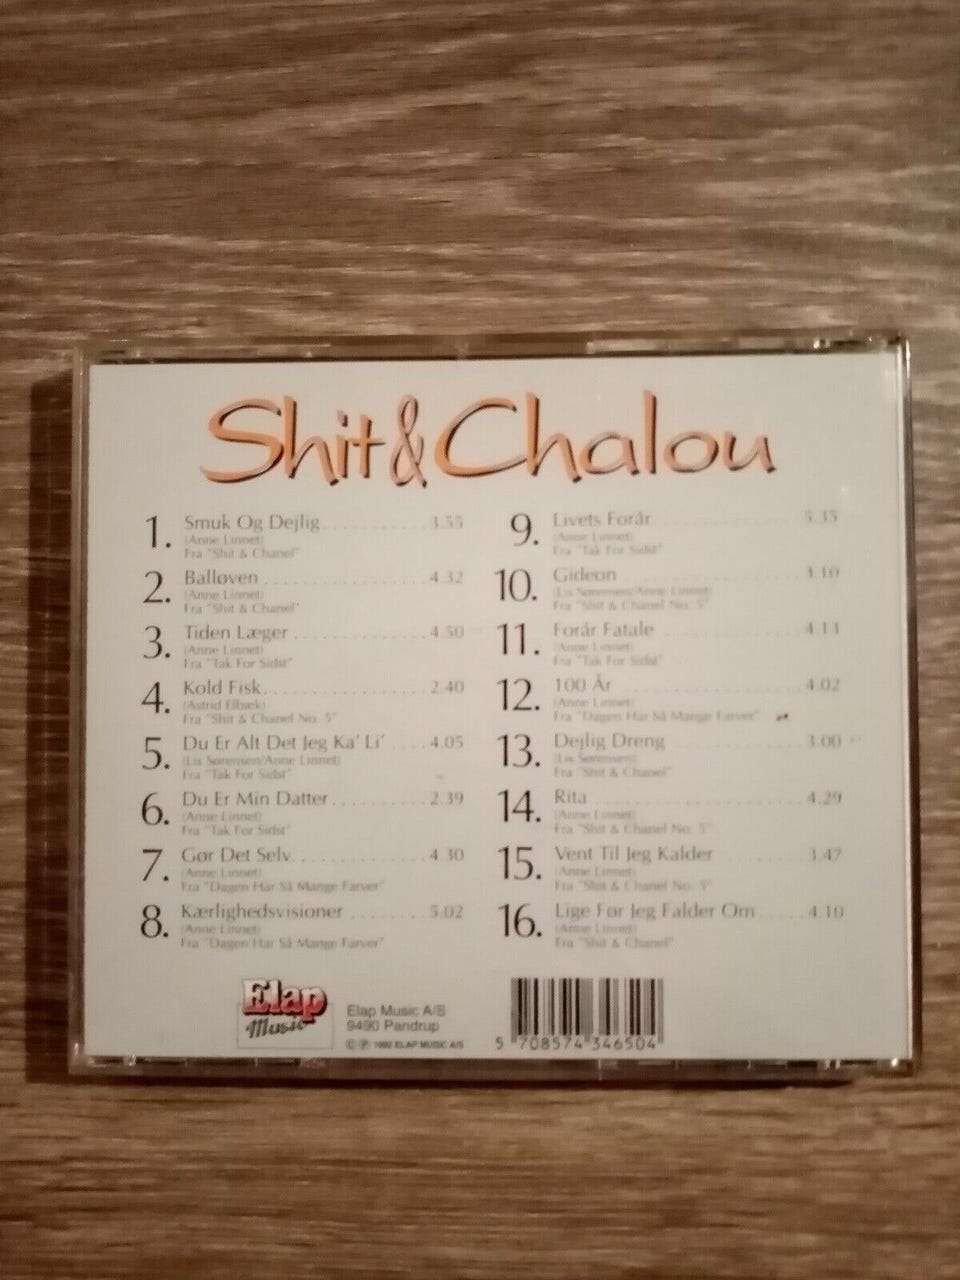 Shit & Chalou
1. Smuk Og Dejlig 3.55
(Anne Linnet)
Fra "Shit & Chanel"
2. Balløven 4.32
(Anne Linnet)
Fra "Shit & Chanel"
3. Tiden Læger 4.50
(Anne Linnet)
Fra "Tak For Sidst"
4. Kold Fisk 2.40
(Astrid Elbæk)
Fra "Shit & Chanel No. 5"
5. Du Er Alt Det Jeg Ka' Li' 4.05
(Lis Sørensen/Anne Linnet)
Fra "Tak For Sidst"
6. Du Er Min Datter 2.39
(Anne Linnet)
Fra "Tak For Sidst"
7. Gør Det Selv 4.30
(Anne Linnet)
Fra "Dagen Har Så Mange Farver"
8. Kærlighedsvisioner 5.02
(Anne Linnet)
Fra "Dagen Har Så Mange Farver"
9. Livets Forår 5.35
(Anne Linnet)
Fra "Tak For Sidst"
10. Gideon 3.10
(Lis Sørensen/Anne Linnet)
Fra "Shit & Chanel No. 5"
11. Forår Fatale 4.13
(Anne Linnet)
Fra "Tak For Sidst"
12. 100 År 4.02
(Anne Linnet)
Fra "Dagen Har Så Mange Farver"
13. Dejlig Dreng 3.00
(Lis Sørensen)
Fra "Shit & Chanel"
14. Rita 4.29
(Anne Linnet)
Fra "Shit & Chanel No. 5"
15. Vent Til Jeg Kalder 3.47
(Anne Linnet)
Fra "Shit & Chanel No. 5"
16. Lige Før Jeg Falder Om 4.10
(Anne Linnet)
Fra "Shit & Chanel"
Elap
Music
Elap Music A/S
9490 Pandrup
© ℗ 1992 ELAP MUSIC A/S
5 708574 346504